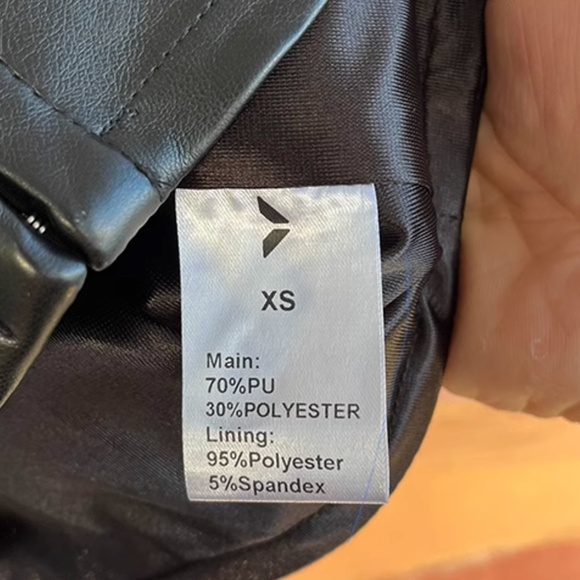 XS
Main:
70%PU
30%POLYESTER
Lining:
95%Polyester
5%Spandex